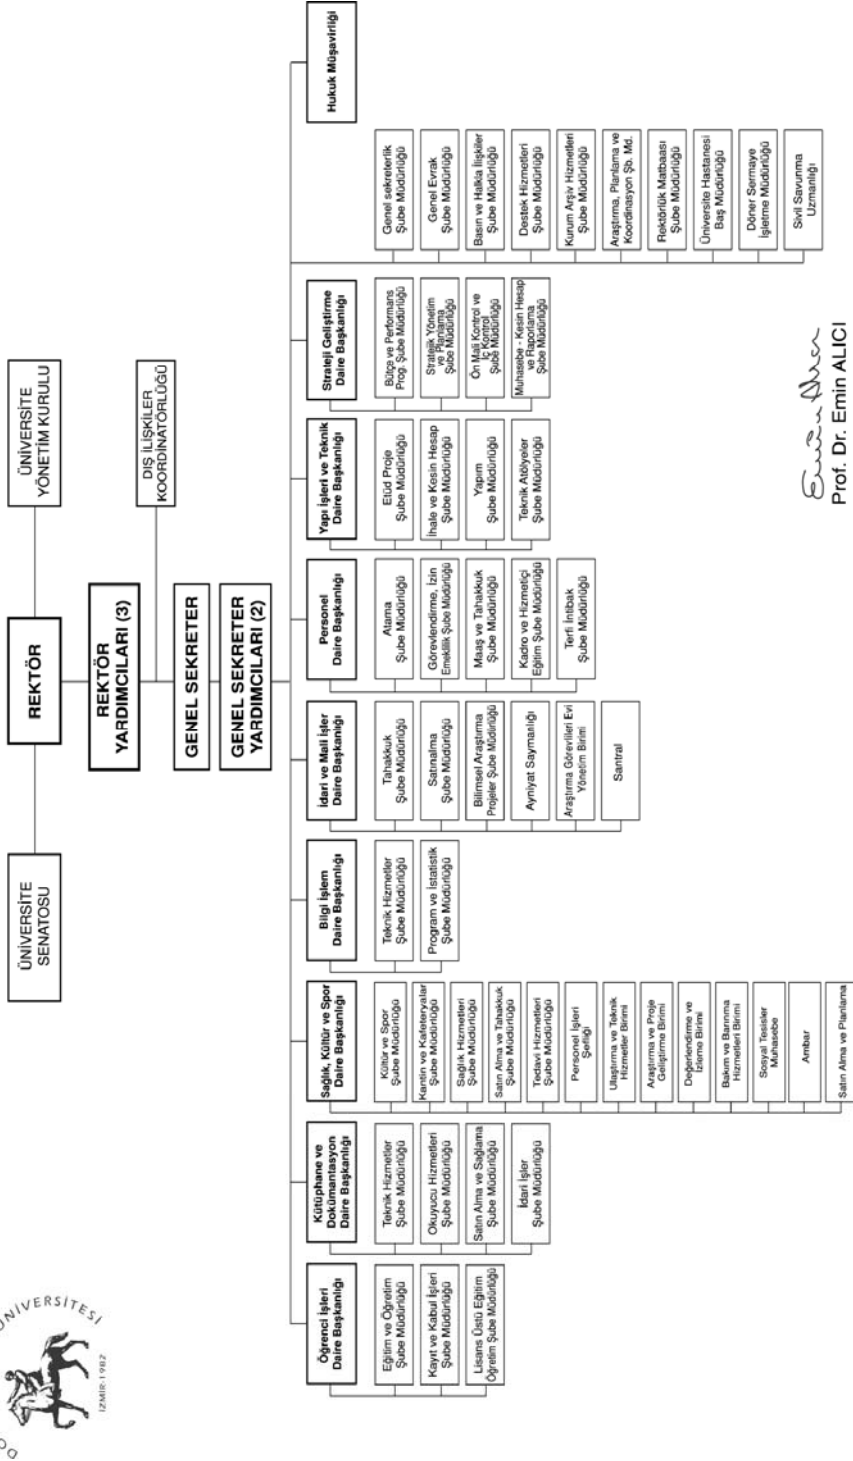 DO
ÜNİVERSİTESİ
İZMİR-1982
ÜNİVERSİTE
SENATOSU
REKTÖR
ÜNİVERSİTE
YÖNETİM KURULU
REKTÖR
YARDIMCILARI (3)
DIŞ İLİŞKİLER
KOORDİNATÖRLÜĞÜ
GENEL SEKRETER
GENEL SEKRETER
YARDIMCILARI (2)
Öğrenci İşleri
Daire Başkanlığı
Eğitim ve Öğretim
Şube Müdürlüğü
Kayıt ve Kabul İşleri
Şube Müdürlüğü
Lisans Üstü Eğitim
Öğretim Şube Müdürlüğü
Kütüphane ve
Dokümantasyon
Daire Başkanlığı
Teknik Hizmetler
Şube Müdürlüğü
Okuyucu Hizmetleri
Şube Müdürlüğü
Satın Alma ve Sağlama
Şube Müdürlüğü
İdari İşler
Şube Müdürlüğü
Sağlık, Kültür ve Spor
Daire Başkanlığı
Kültür ve Spor
Şube Müdürlüğü
Kantin ve Kafeteryalar
Şube Müdürlüğü
Sağlık Hizmetleri
Şube Müdürlüğü
Satın Alma ve Tahakkuk
Şube Müdürlüğü
Tedavi Hizmetleri
Şube Müdürlüğü
Personel İşleri
Şefliği
Ulaştırma ve Teknik
Hizmetler Birimi
Araştırma ve Proje
Geliştirme Birimi
Değerlendirme ve
İzleme Birimi
Bakım ve Barınma
Hizmetleri Birimi
Sosyal Tesisler
Muhasebe
Ambar
Satın Alma ve Planlama
Bilgi İşlem
Daire Başkanlığı
Teknik Hizmetler
Şube Müdürlüğü
Program ve İstatistik
Şube Müdürlüğü
İdari ve Mali İşler
Daire Başkanlığı
Tahakkuk
Şube Müdürlüğü
Satınalma
Şube Müdürlüğü
Bilimsel Araştırma
Projeler Şube Müdürlüğü
Ayniyat Saymanlığı
Araştırma Görevlileri Evi
Yönetim Birimi
Santral
Personel
Daire Başkanlığı
Atama
Şube Müdürlüğü
Görevlendirme, İzin
Emeklilik Şube Müdürlüğü
Maaş ve Tahakkuk
Şube Müdürlüğü
Kadro ve Hizmetiçi
Eğitim Şube Müdürlüğü
Terfi İntibak
Şube Müdürlüğü
Yapı İşleri ve Teknik
Daire Başkanlığı
Etüd Proje
Şube Müdürlüğü
İhale ve Kesin Hesap
Şube Müdürlüğü
Yapım
Şube Müdürlüğü
Teknik Atölyeler
Şube Müdürlüğü
Strateji Geliştirme
Daire Başkanlığı
Bütçe ve Performans
Prog. Şube Müdürlüğü
Stratejik Yönetim
ve Planlama
Şube Müdürlüğü
Ön Mali Kontrol ve
İç Kontrol
Şube Müdürlüğü
Muhasebe - Kesin Hesap
ve Raporlama
Şube Müdürlüğü
Genel sekreterlik
Şube Müdürlüğü
Genel Evrak
Şube Müdürlüğü
Basın ve Halkla İlişkiler
Şube Müdürlüğü
Destek Hizmetleri
Şube Müdürlüğü
Kurum Arşiv Hizmetleri
Şube Müdürlüğü
Araştırma, Planlama ve
Koordinasyon Şb. Md.
Rektörlük Matbaası
Şube Müdürlüğü
Üniversite Hastanesi
Baş Müdürlüğü
Döner Sermaye
İşletme Müdürlüğü
Sivil Savunma
Uzmanlığı
Hukuk Müşavirliği
Prof. Dr. Emin ALICI